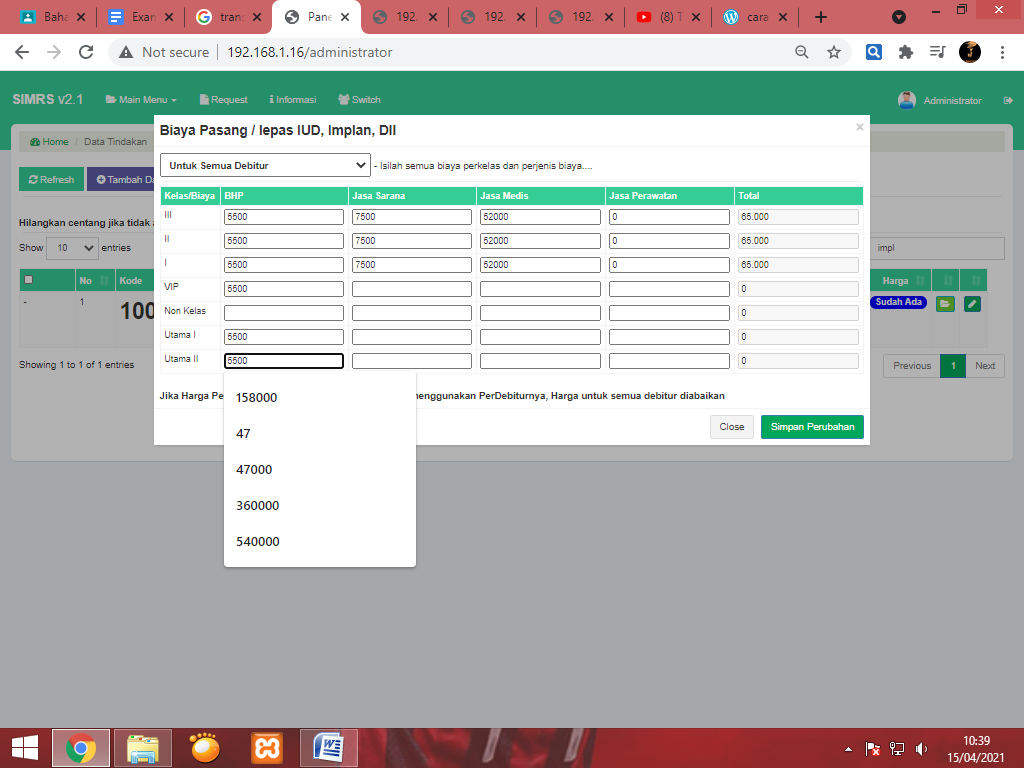 Baha
Exan
trans
Pane
192.
192.
192.
(8) T
cara
Not secure
192.168.1.16/administrator
SIMRS v2.1
Main Menu
Request
Informasi
Switch
Administrator
Home / Data Tindakan
Refresh
Tambah Da
Hilangkan centang jika tidak
Show 10 entries
impl
No
Kode
Harga
-
1
100
Sudah Ada
Showing 1 to 1 of 1 entries
Previous 1 Next
Biaya Pasang / lepas IUD, Implan, Dll
×
Untuk Semua Debitur - Isilah semua biaya perkelas dan perjenis biaya....
Kelas/Biaya BHP Jasa Sarana Jasa Medis Jasa Perawatan Total
III 5500 7500 52000 0 65.000
II 5500 7500 52000 0 65.000
I 5500 7500 52000 0 65.000
VIP 5500 0
Non Kelas 0
Utama I 5500 0
Utama II 5500 0
158000
47
47000
360000
540000
Jika Harga Pe menggunakan PerDebiturnya, Harga untuk semua debitur diabaikan
Close
Simpan Perubahan
10:39
15/04/2021